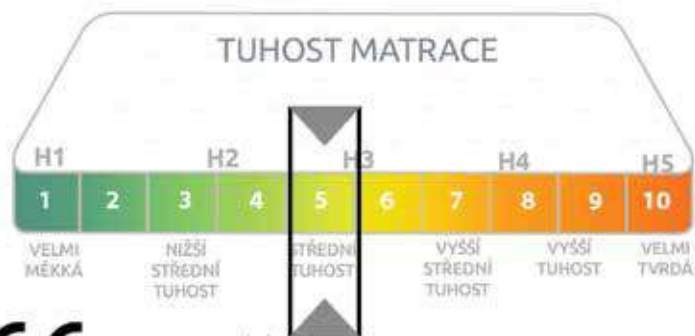 TUHOST MATRACE
H1 H2 H3 H4 H5
1 2 3 4 5 6 7 8 9 10
VELMI MĚKKÁ
NIŽŠÍ STŘEDNÍ TUHOST
STŘEDNÍ TUHOST
VYŠŠÍ STŘEDNÍ TUHOST
VYŠŠÍ TUHOST
VELMI TVRDÁ